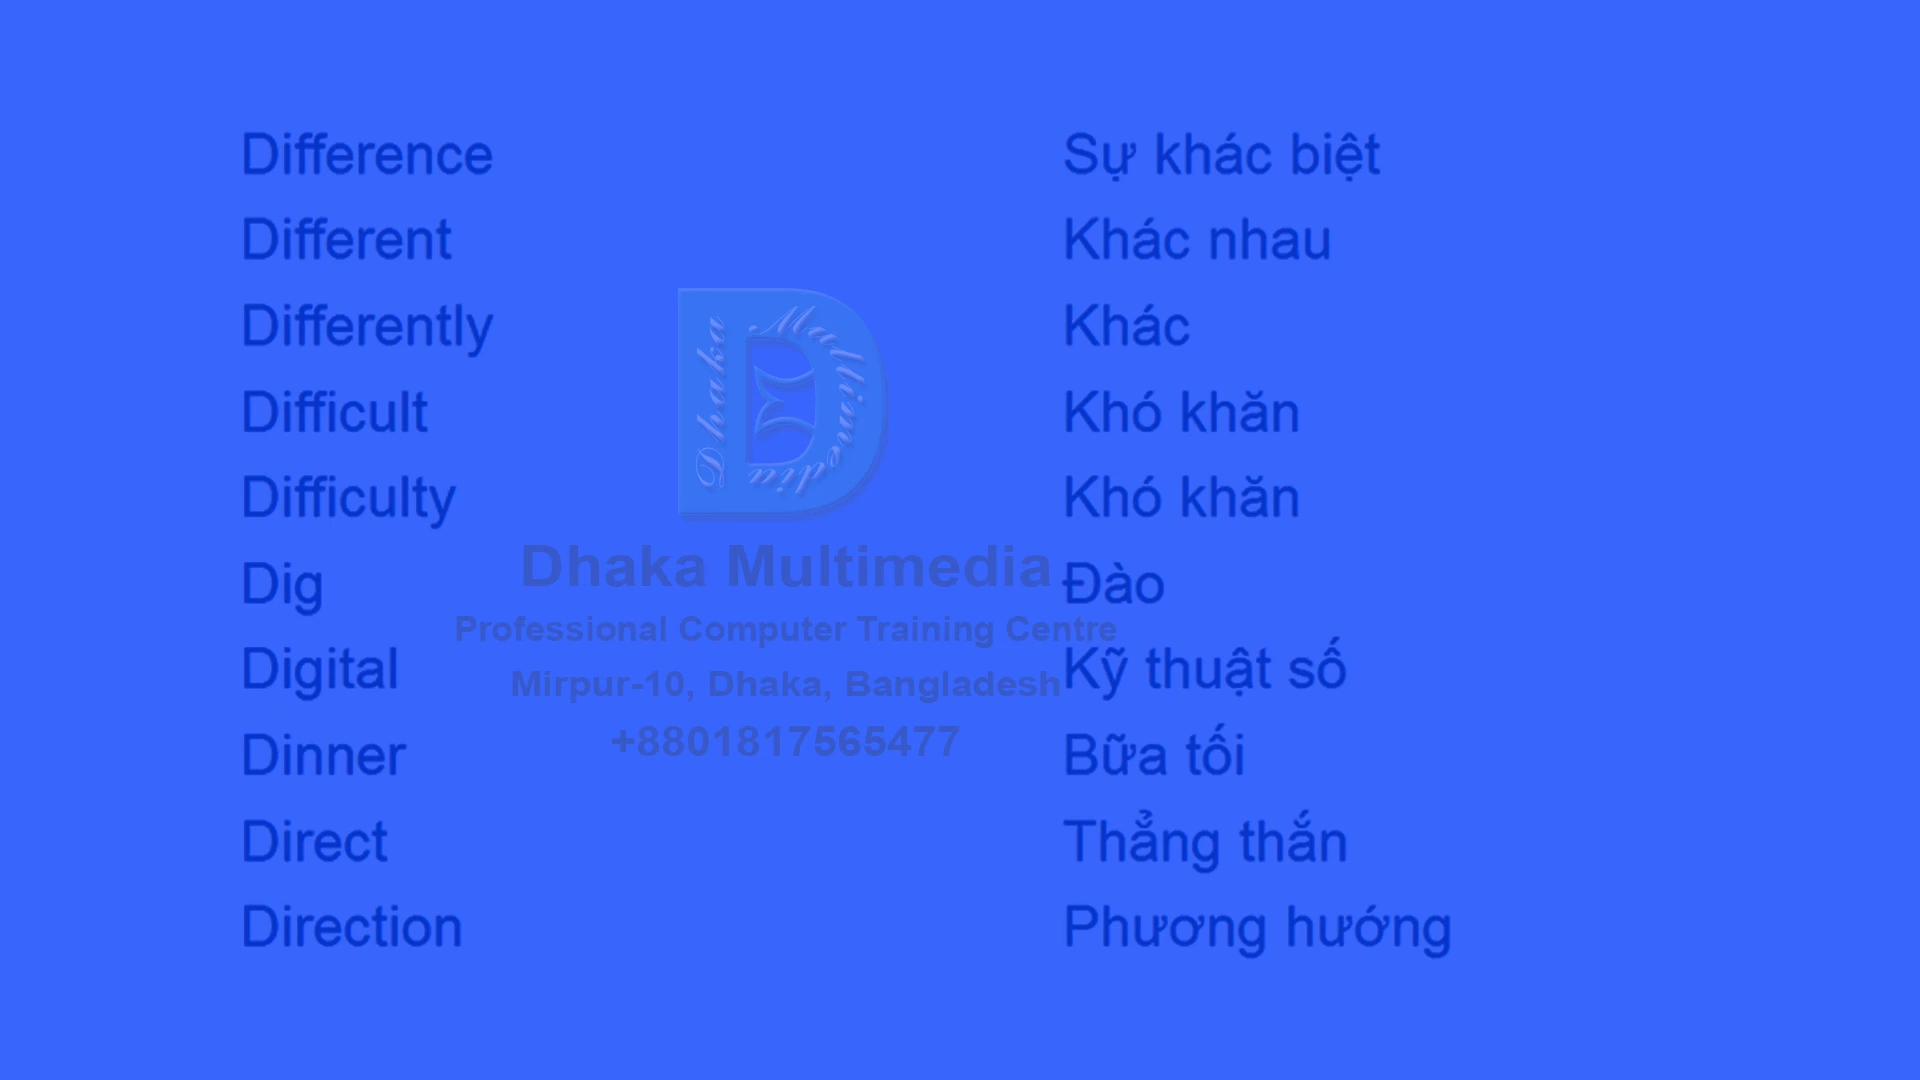 Difference Sự khác biệt
Different Khác nhau
Differently Khác
Difficult Khó khăn
Difficulty Khó khăn
Dig Đào
Digital Kỹ thuật số
Dinner Bữa tối
Direct Thẳng thắn
Direction Phương hướng
Dhaka Multimedia
Dhaka Multimedia
Professional Computer Training Centre
Mirpur-10, Dhaka, Bangladesh
+8801817565477